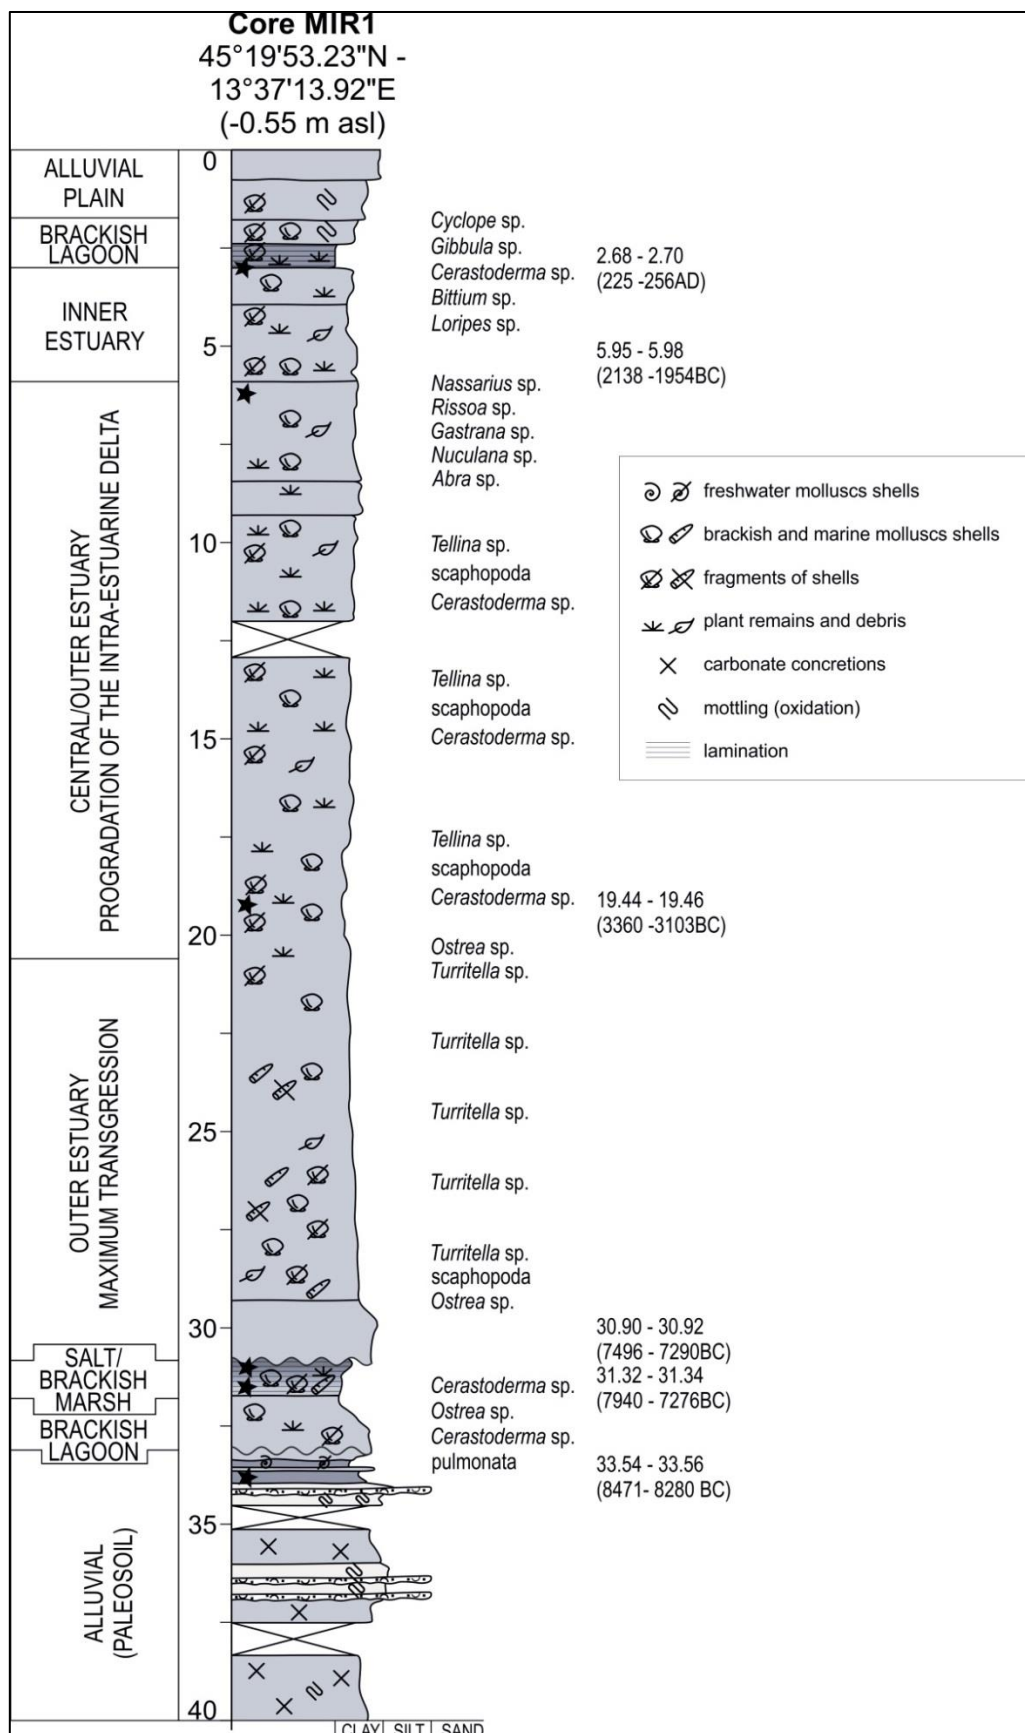 Core MIR1
45°19'53.23"N -
13°37'13.92"E
(-0.55 m asl)
ALLUVIAL
PLAIN
BRACKISH
LAGOON
INNER
ESTUARY
CENTRAL/OUTER ESTUARY
PROGRADATION OF THE INTRA-ESTUARINE DELTA
OUTER ESTUARY
MAXIMUM TRANSGRESSION
SALT/
BRACKISH
MARSH
BRACKISH
LAGOON
ALLUVIAL
(PALEOSOIL)
0
5
10
15
20
25
30
35
40
CLAY SILT SAND
Cyclope sp.
Gibbula sp.
Cerastoderma sp.
Bittium sp.
Loripes sp.
Nassarius sp.
Rissoa sp.
Gastrana sp.
Nuculana sp.
Abra sp.
Tellina sp.
scaphopoda
Cerastoderma sp.
Tellina sp.
scaphopoda
Cerastoderma sp.
Tellina sp.
scaphopoda
Cerastoderma sp.
Ostrea sp.
Turritella sp.
Turritella sp.
Turritella sp.
Turritella sp.
Turritella sp.
scaphopoda
Ostrea sp.
Cerastoderma sp.
Ostrea sp.
Cerastoderma sp.
pulmonata
2.68 - 2.70
(225 -256AD)
5.95 - 5.98
(2138 -1954BC)
19.44 - 19.46
(3360 -3103BC)
30.90 - 30.92
(7496 - 7290BC)
31.32 - 31.34
(7940 - 7276BC)
33.54 - 33.56
(8471- 8280 BC)
freshwater molluscs shells
brackish and marine molluscs shells
fragments of shells
plant remains and debris
carbonate concretions
mottling (oxidation)
lamination